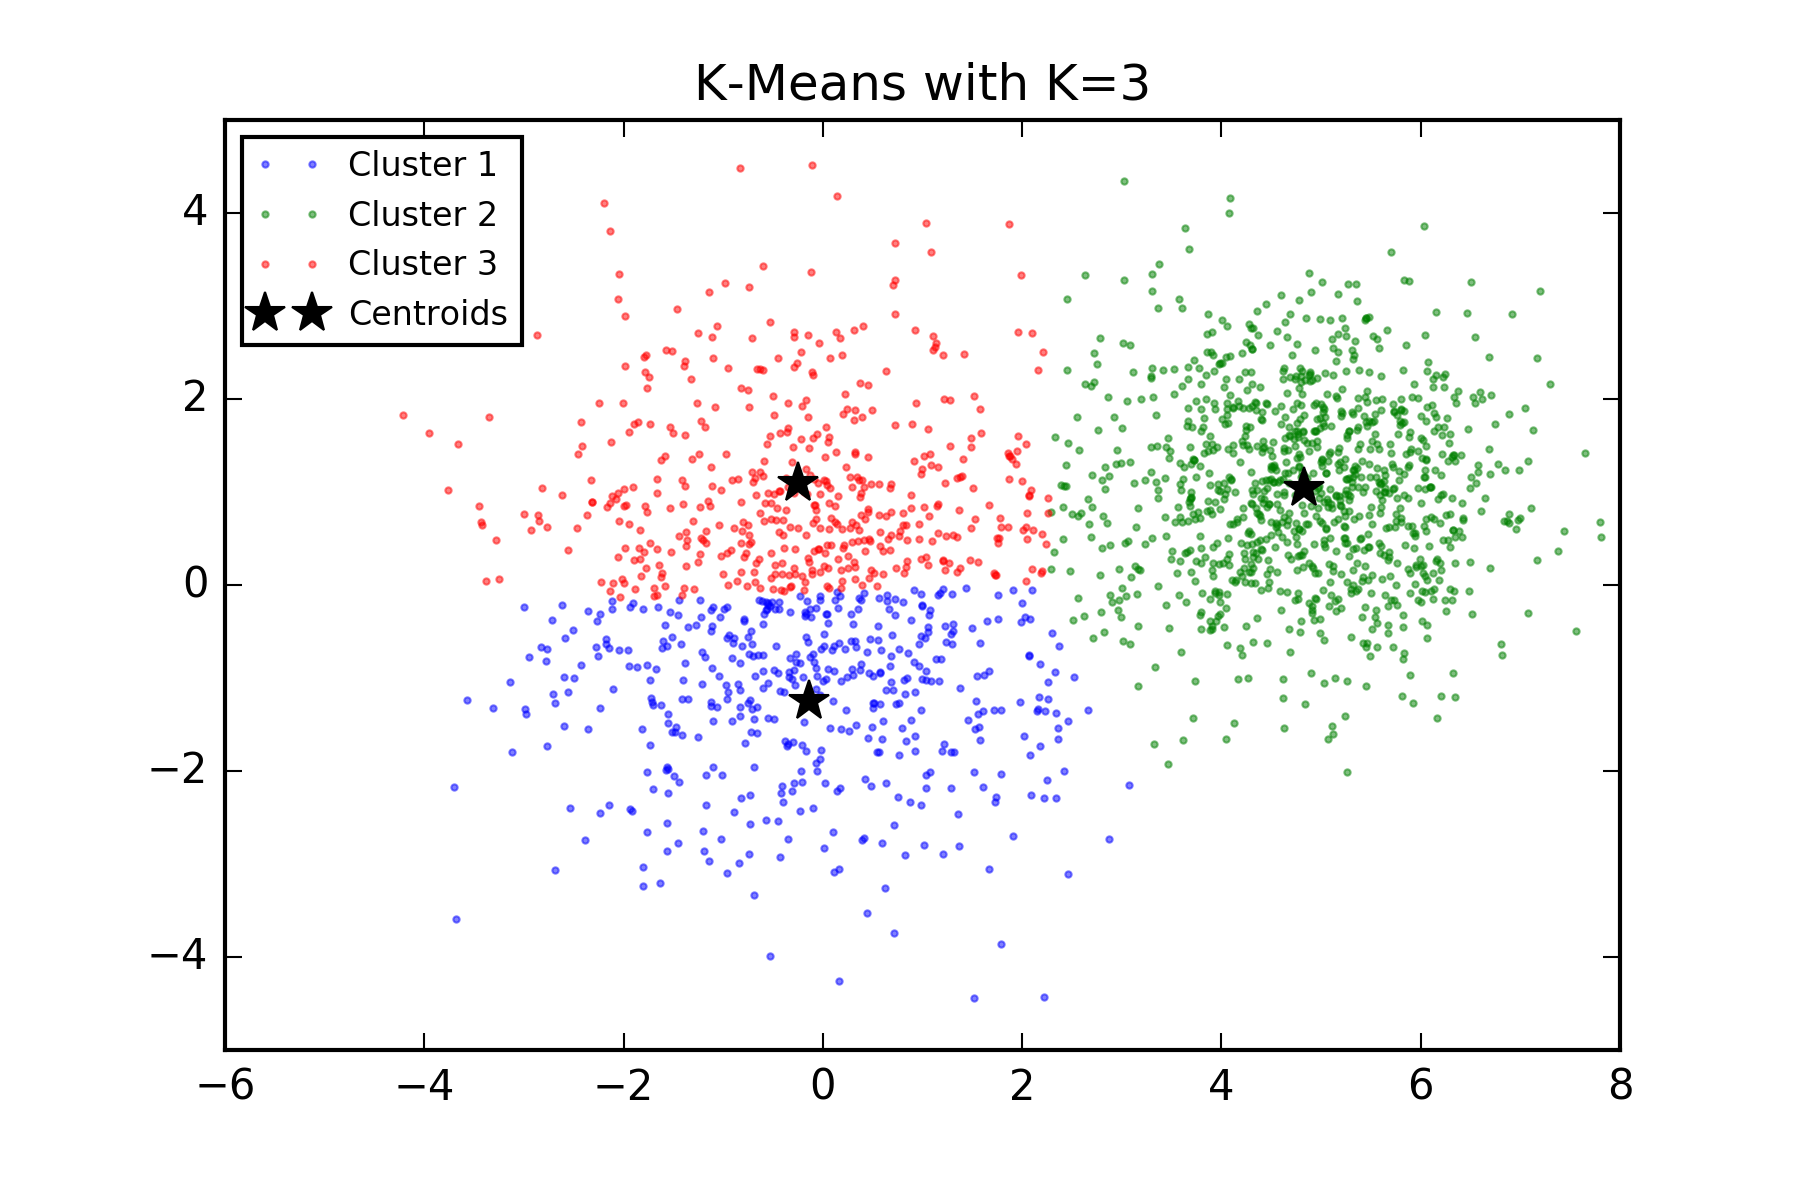 K-Means with K=3
Cluster 1
Cluster 2
Cluster 3
Centroids
4
2
0
−2
−4
−6 −4 −2 0 2 4 6 8